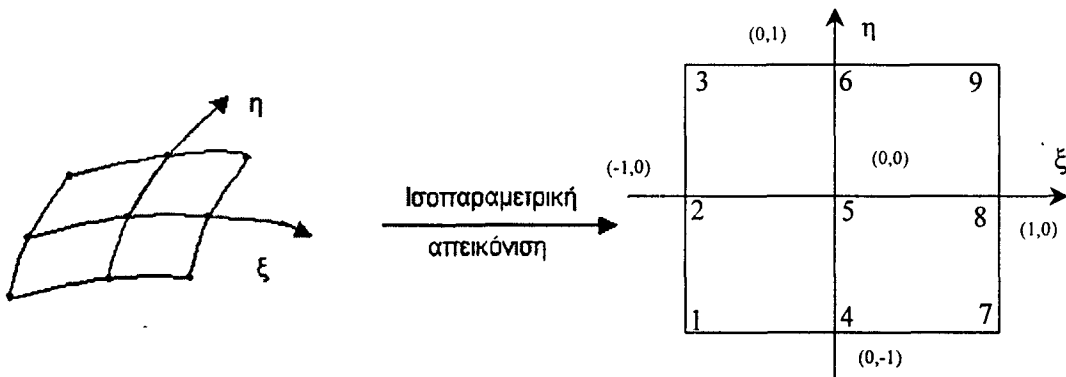 η
ξ
Ισοπαραμετρική
απεικόνιση
(0,1)
η
3
6
9
(-1,0)
(0,0)
ξ
2
5
8
(1,0)
1
4
7
(0,-1)